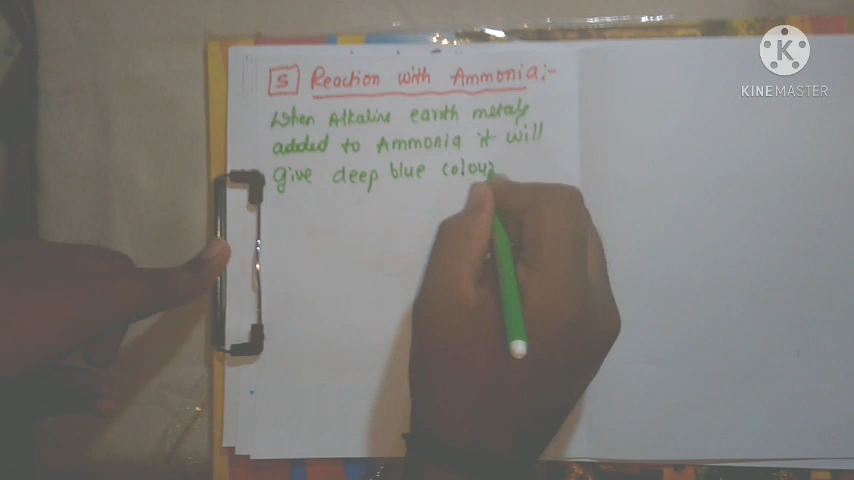 5 Reaction with Ammonia:-
When Alkaline earth metals
added to Ammonia it will
give deep blue colour
K
KINEMASTER